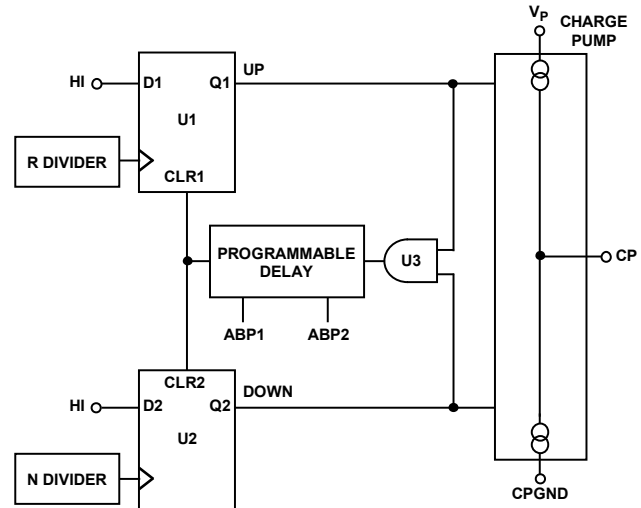 V_P
CHARGE
PUMP
HI
D1
Q1
UP
U1
R DIVIDER
CLR1
PROGRAMMABLE
DELAY
U3
CP
ABP1
ABP2
CLR2
HI
D2
Q2
DOWN
U2
N DIVIDER
CPGND